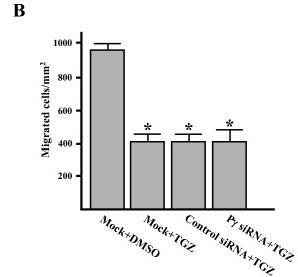 B
Migrated cells/mm²
1000
800
600
400
200
* * *
Mock+DMSO
Mock+TGZ
Control siRNA+TGZ
Pγ siRNA+TGZ